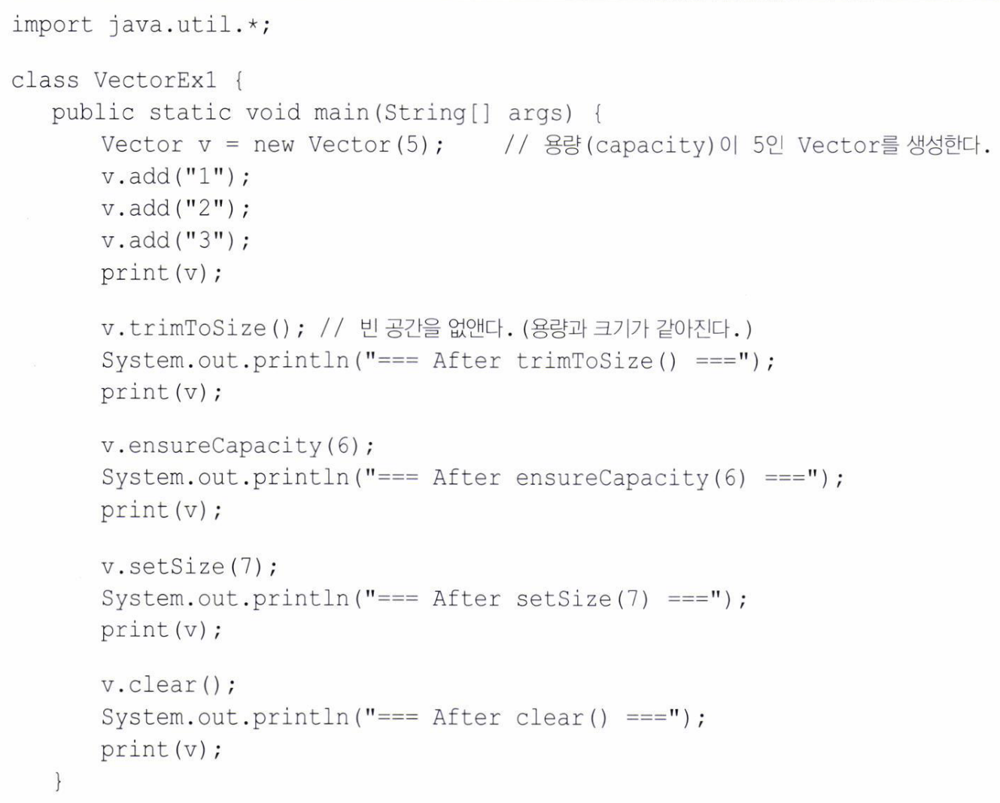 import java.util.*;
class VectorEx1 {
public static void main(String[] args) {
Vector v = new Vector(5); // 용량(capacity)이 5인 Vector를 생성한다.
v.add("1");
v.add("2");
v.add("3");
print(v);
v.trimToSize(); // 빈 공간을 없앤다.(용량과 크기가 같아진다.)
System.out.println("=== After trimToSize() ===");
print(v);
v.ensureCapacity(6);
System.out.println("=== After ensureCapacity(6) ===");
print(v);
v.setSize(7);
System.out.println("=== After setSize(7) ===");
print(v);
v.clear();
System.out.println("=== After clear() ===");
print(v);
}